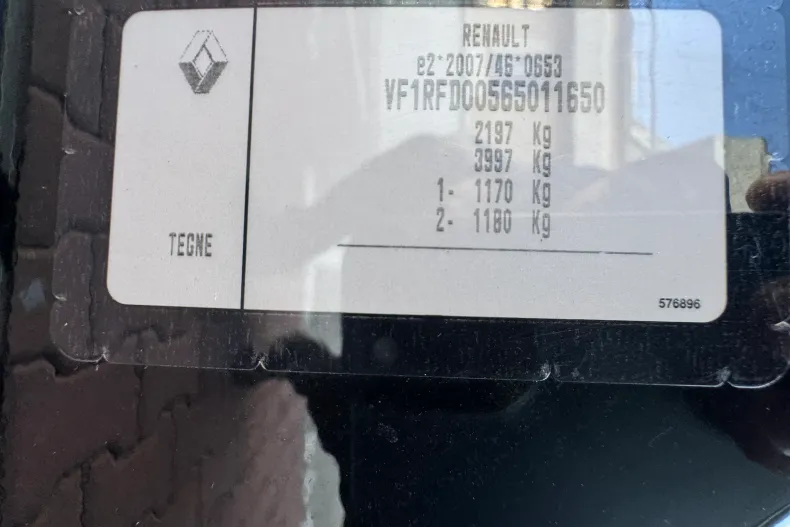 RENAULT
e2*2007/46*0653
VF1RFD00565011650
2197 Kg
3997 Kg
1- 1170 Kg
2- 1180 Kg
TEGNE
576896